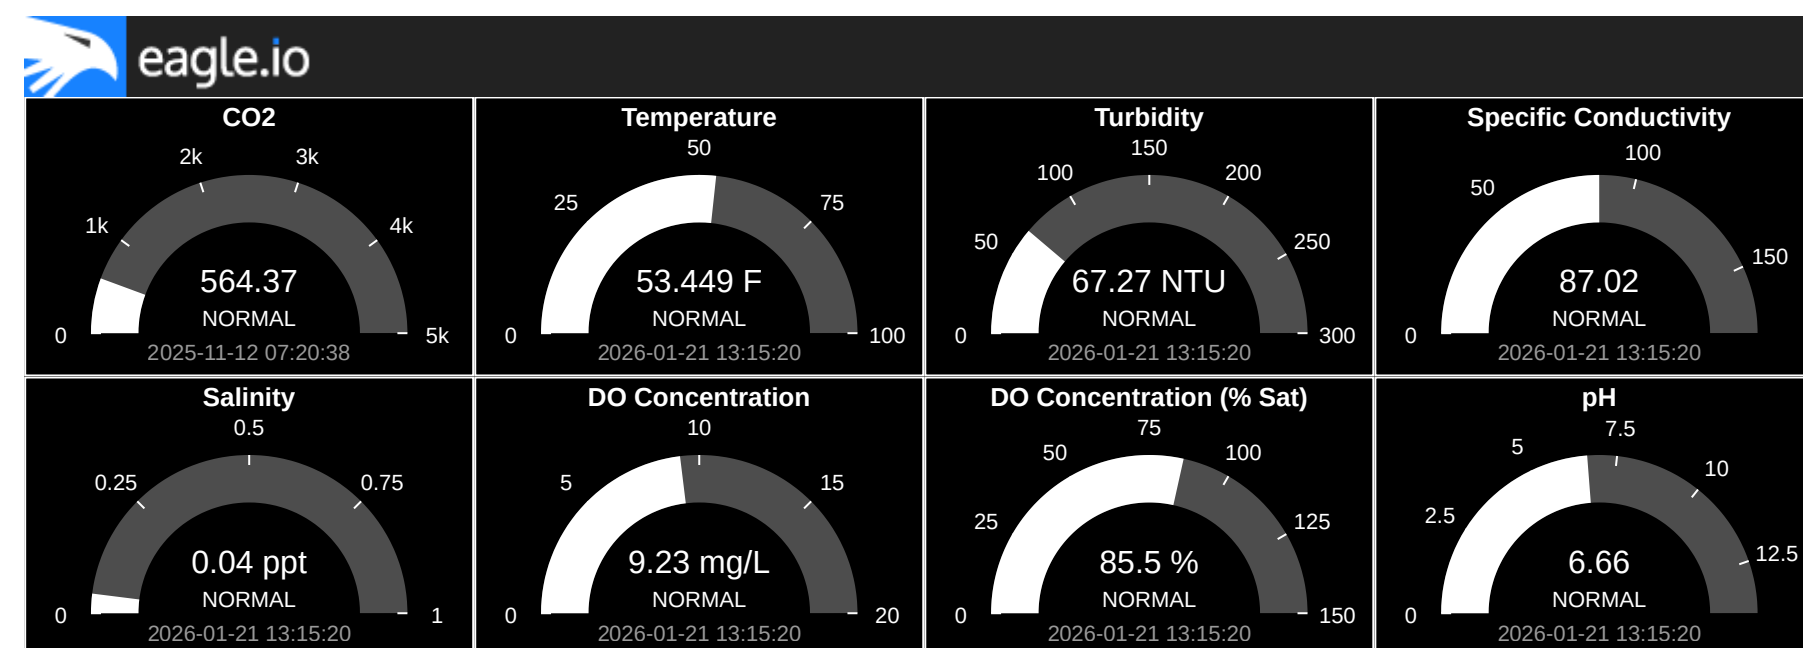 eagle.io
CO2
0
1k
2k
3k
4k
5k
564.37
NORMAL
2025-11-12 07:20:38
Temperature
0
25
50
75
100
53.449 F
NORMAL
2026-01-21 13:15:20
Turbidity
0
50
100
150
200
250
300
67.27 NTU
NORMAL
2026-01-21 13:15:20
Specific Conductivity
0
50
100
150
87.02
NORMAL
2026-01-21 13:15:20
Salinity
0
0.25
0.5
0.75
1
0.04 ppt
NORMAL
2026-01-21 13:15:20
DO Concentration
0
5
10
15
20
9.23 mg/L
NORMAL
2026-01-21 13:15:20
DO Concentration (% Sat)
0
25
50
75
100
125
150
85.5 %
NORMAL
2026-01-21 13:15:20
pH
0
2.5
5
7.5
10
12.5
6.66
NORMAL
2026-01-21 13:15:20